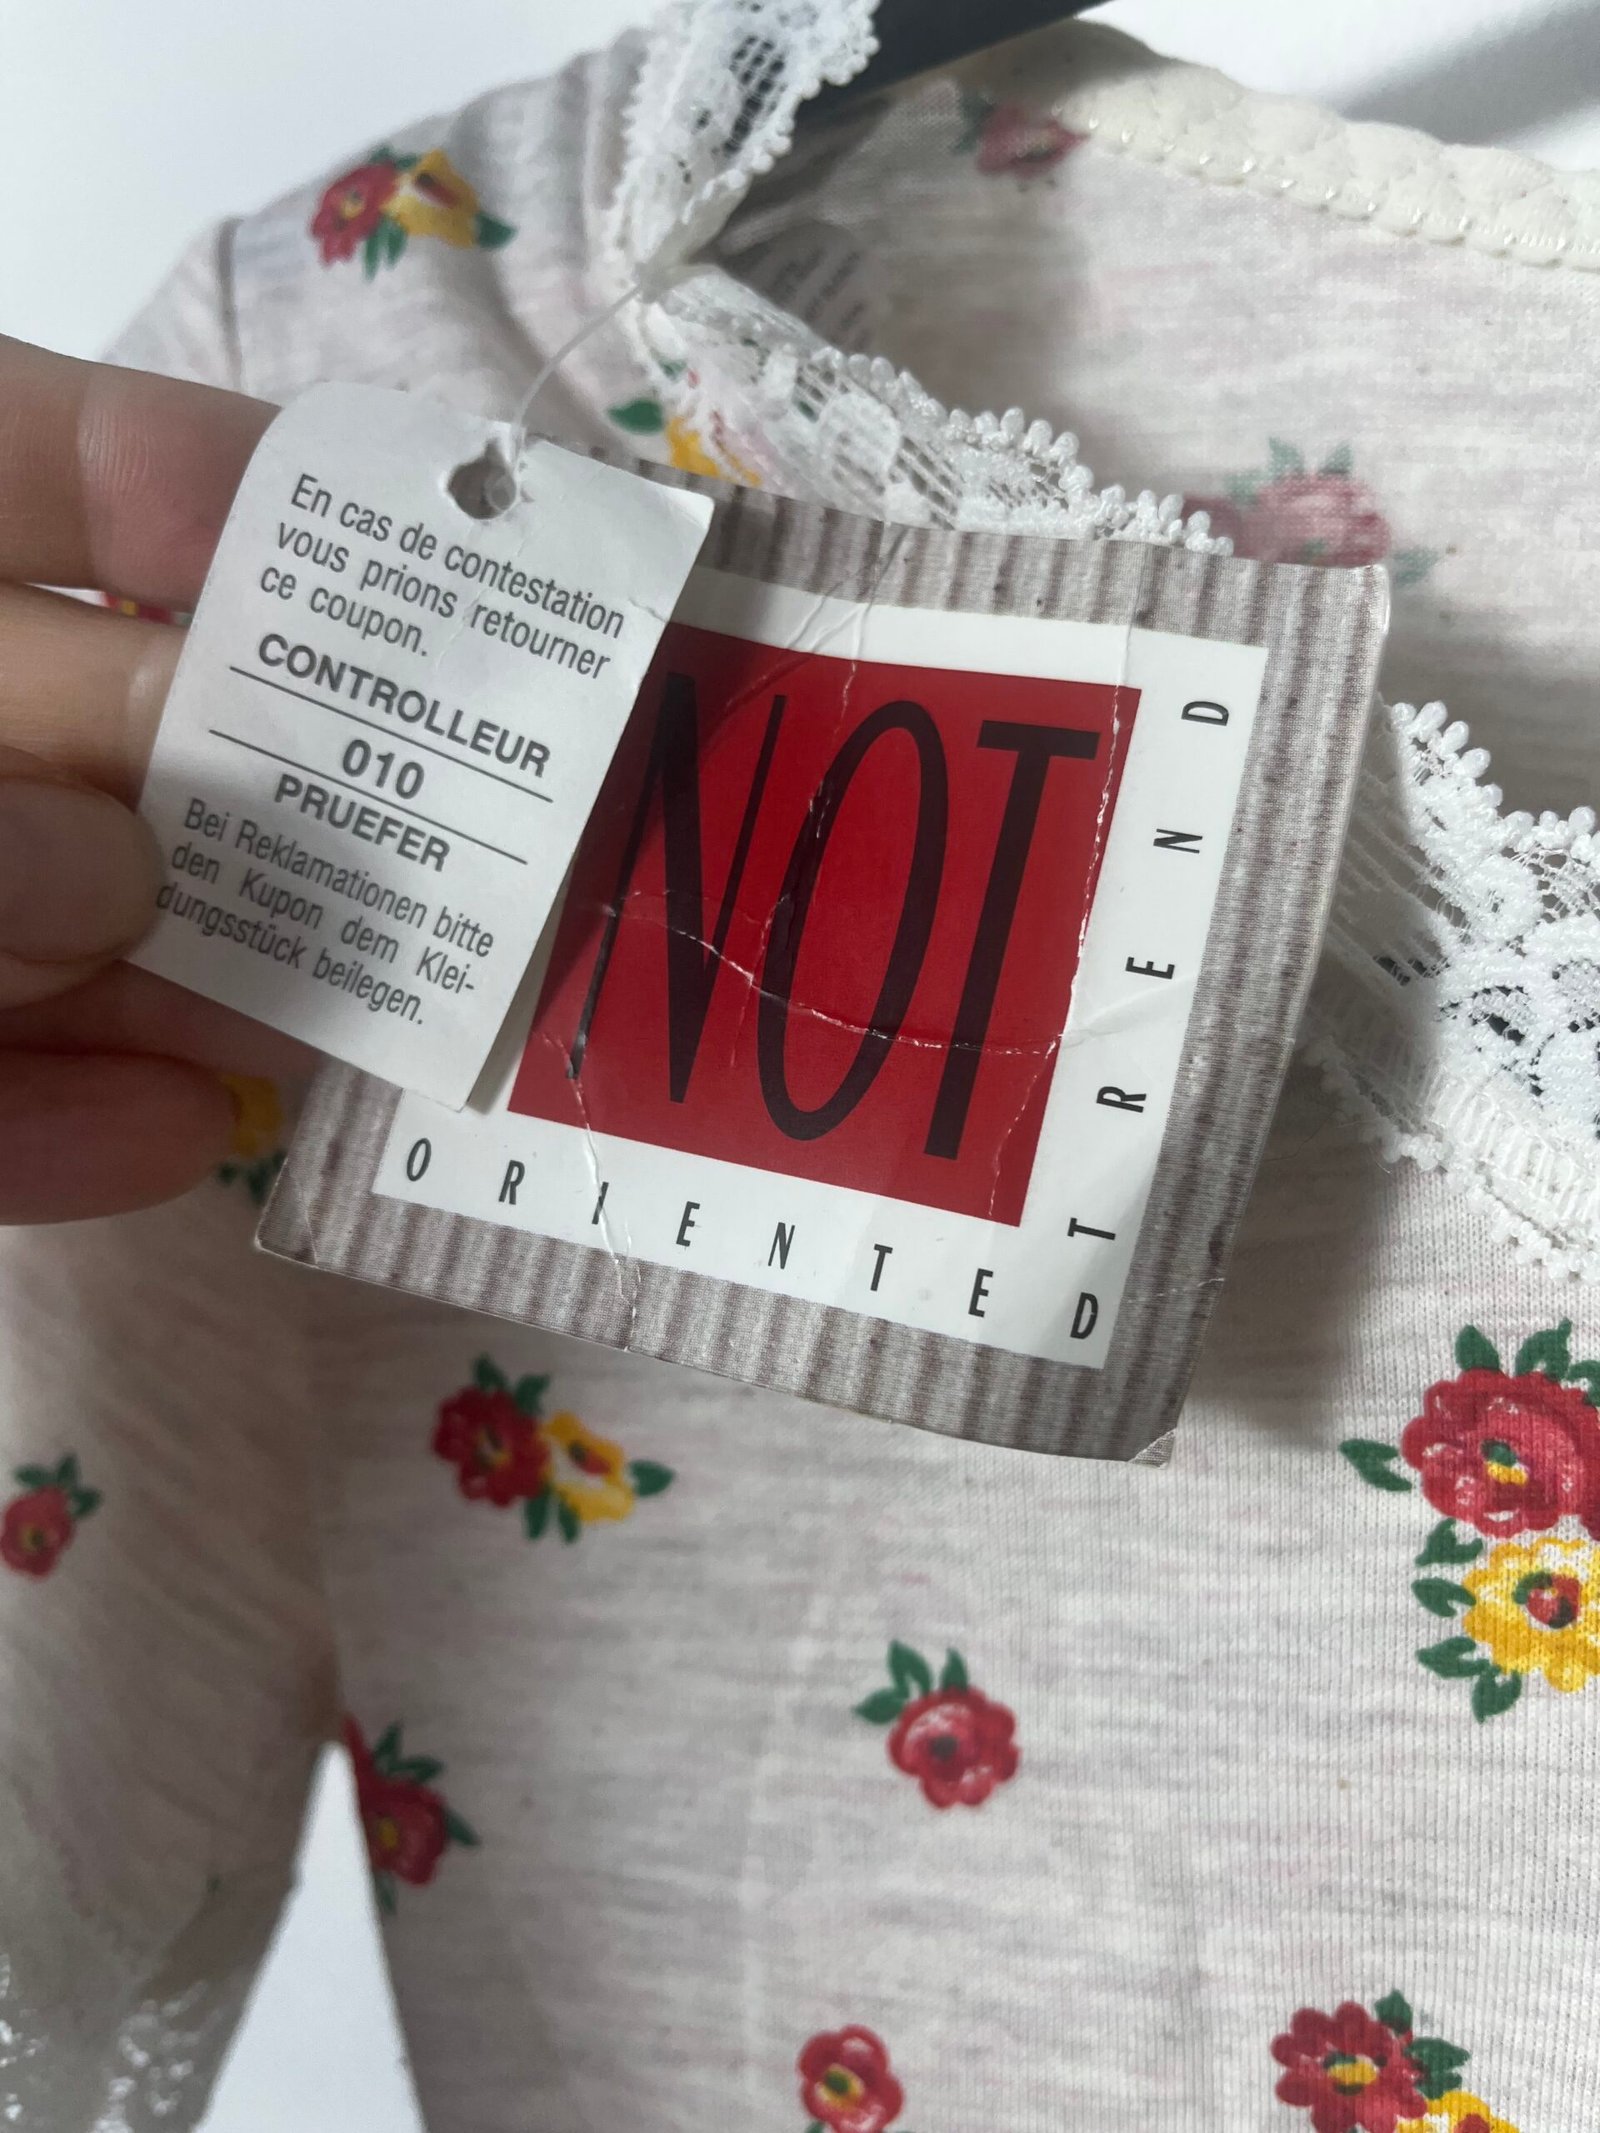 En cas de contestation
vous prions retourner
ce coupon.
CONTROLLEUR
010
PRUEFER
Bei Reklamationen bitte
den Kupon dem Klei-
dungsstück beilegen.
NOT
TREND
ORIENTED